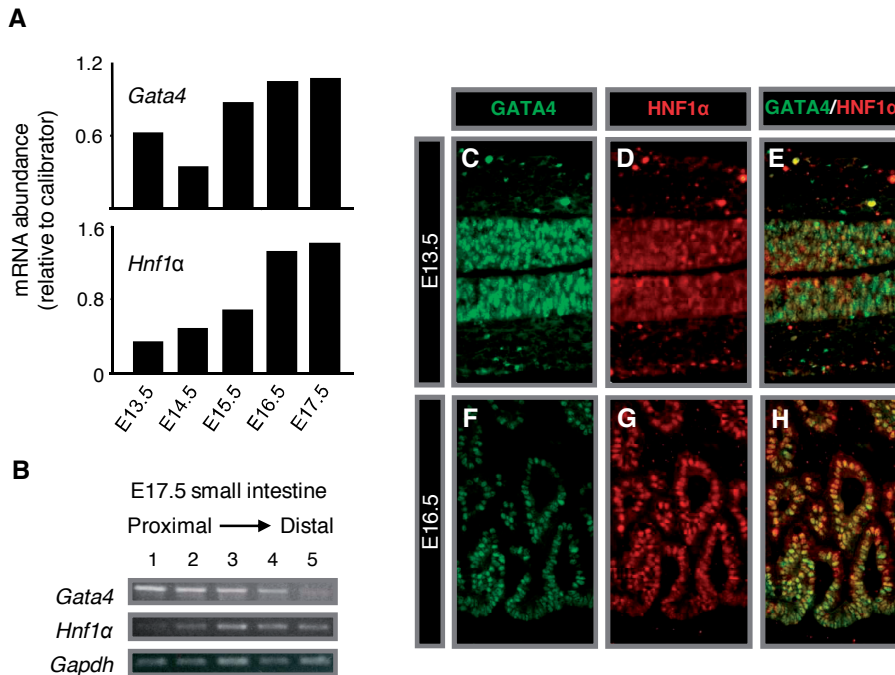 A
1.2
0.6
Gata4
1.6
0.8
0
Hnf1α
mRNA abundance
(relative to calibrator)
E13.5
E14.5
E15.5
E16.5
E17.5
B
E17.5 small intestine
Proximal
Distal
1 2 3 4 5
Gata4
Hnf1α
Gapdh
GATA4
HNF1α
GATA4/HNF1α
E13.5
C
D
E
E16.5
F
G
H